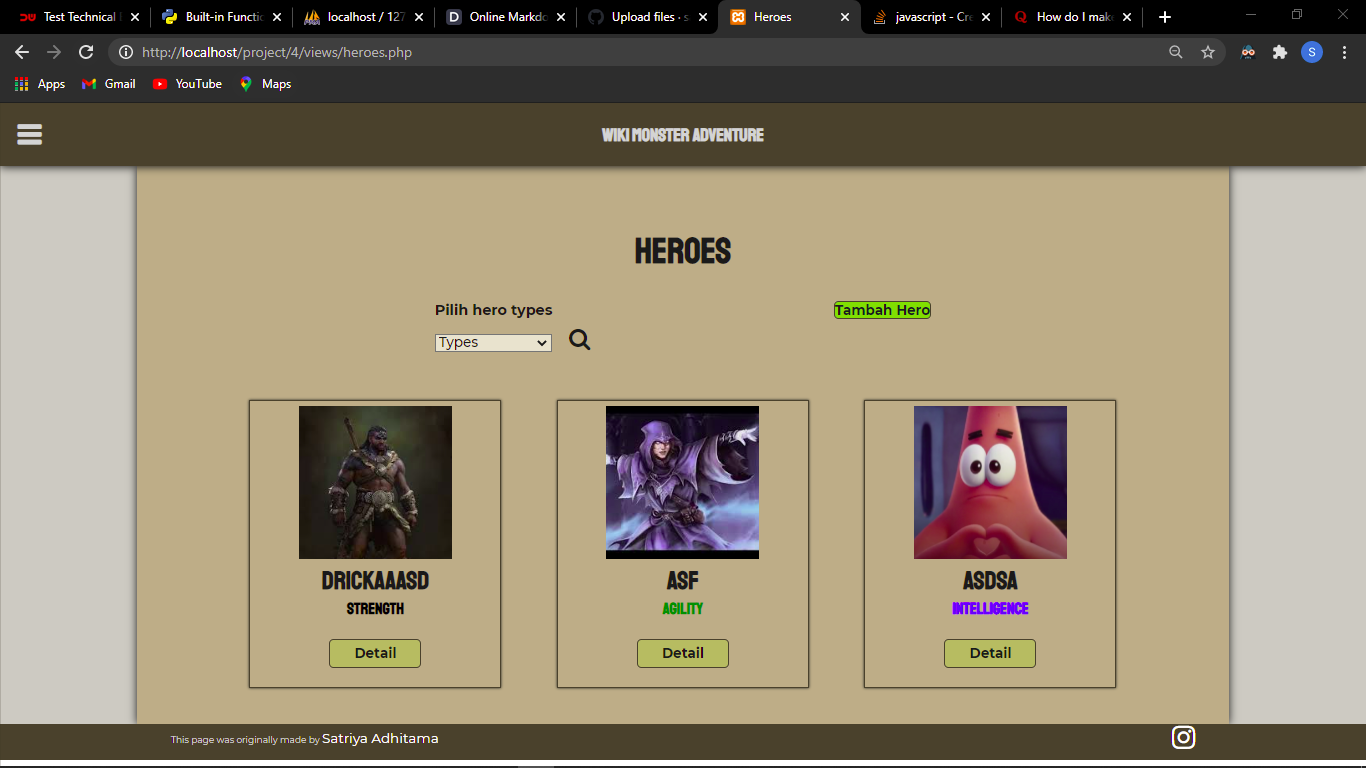 Test Technical
Built-in Functi
localhost / 127
Online Markdo
Upload files · s
Heroes
javascript - Cre
How do I make
http://localhost/project/4/views/heroes.php
S
Apps
Gmail
YouTube
Maps
WIKI MONSTER ADVENTURE
HEROES
Pilih hero types
Tambah Hero
Types
DRICKAAASD
STRENGTH
Detail
ASF
AGILITY
Detail
ASDSA
INTELLIGENCE
Detail
This page was originally made by Satriya Adhitama